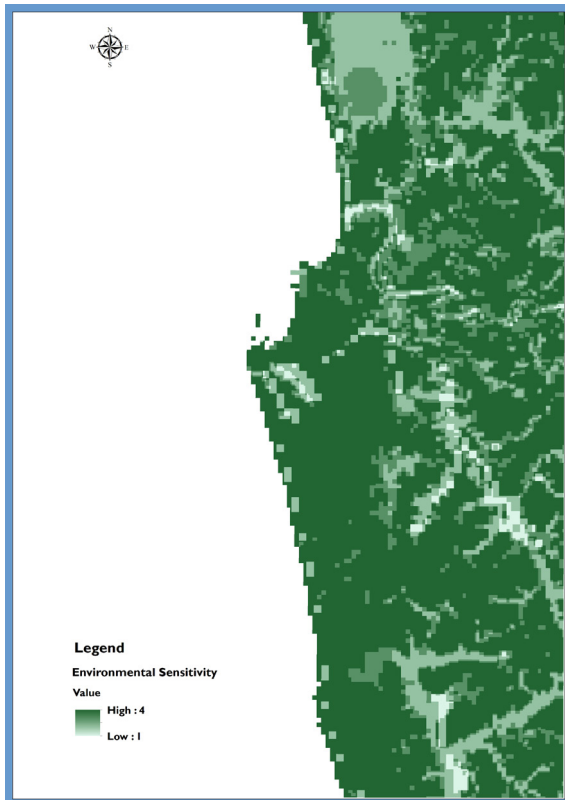 N
W E
S
Legend
Environmental Sensitivity
Value
High : 4
Low : 1